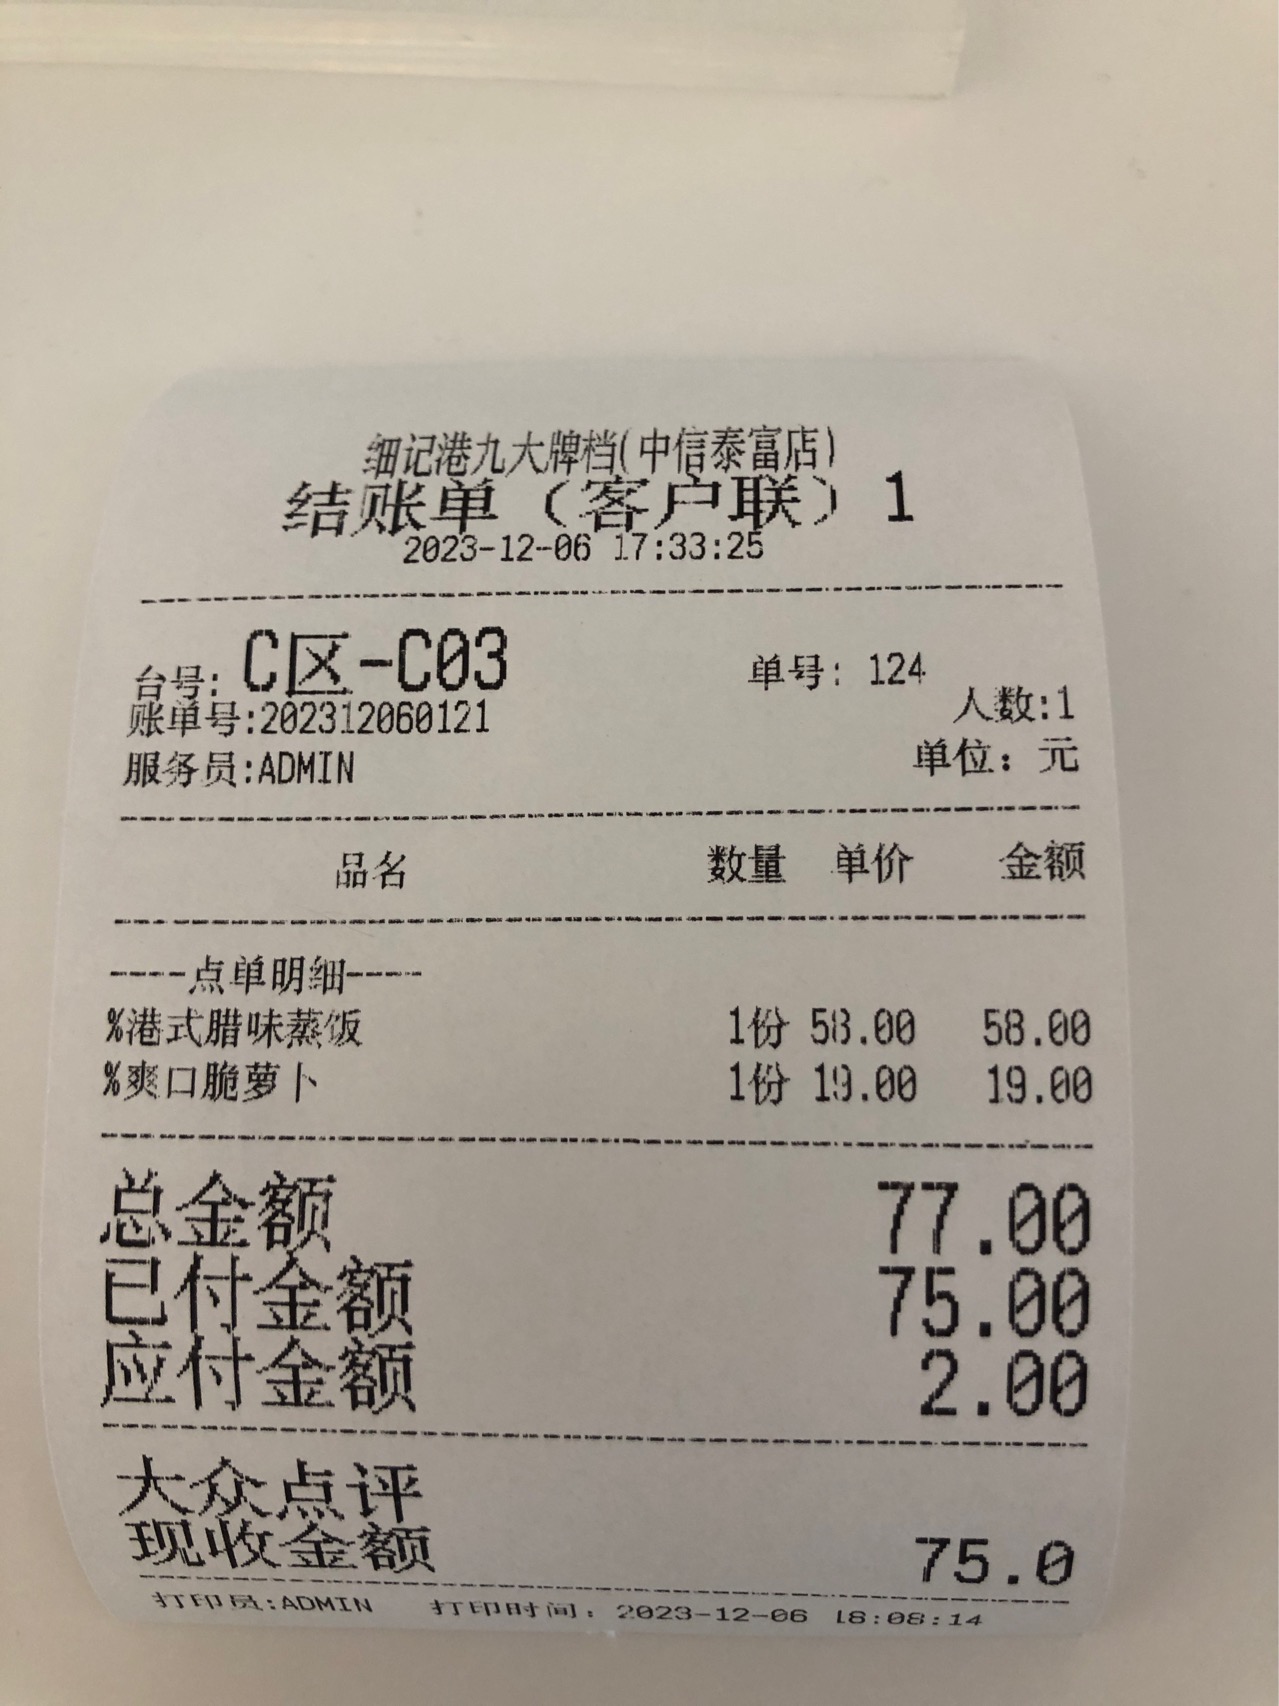 细记港九大牌档(中信泰富店)
结账单（客户联）1
2023-12-06 17:33:25
台号: C区-C03 单号: 124
人数:1
账单号:202312060121
服务员:ADMIN 单位：元
品名 数量 单价 金额
----点单明细----
%港式腊味蒸饭 1份 58.00 58.00
%爽口脆萝卜 1份 19.00 19.00
总金额 77.00
已付金额 75.00
应付金额 2.00
大众点评
现收金额 75.0
打印员:ADMIN 打印时间：2023-12-06 18:08:14